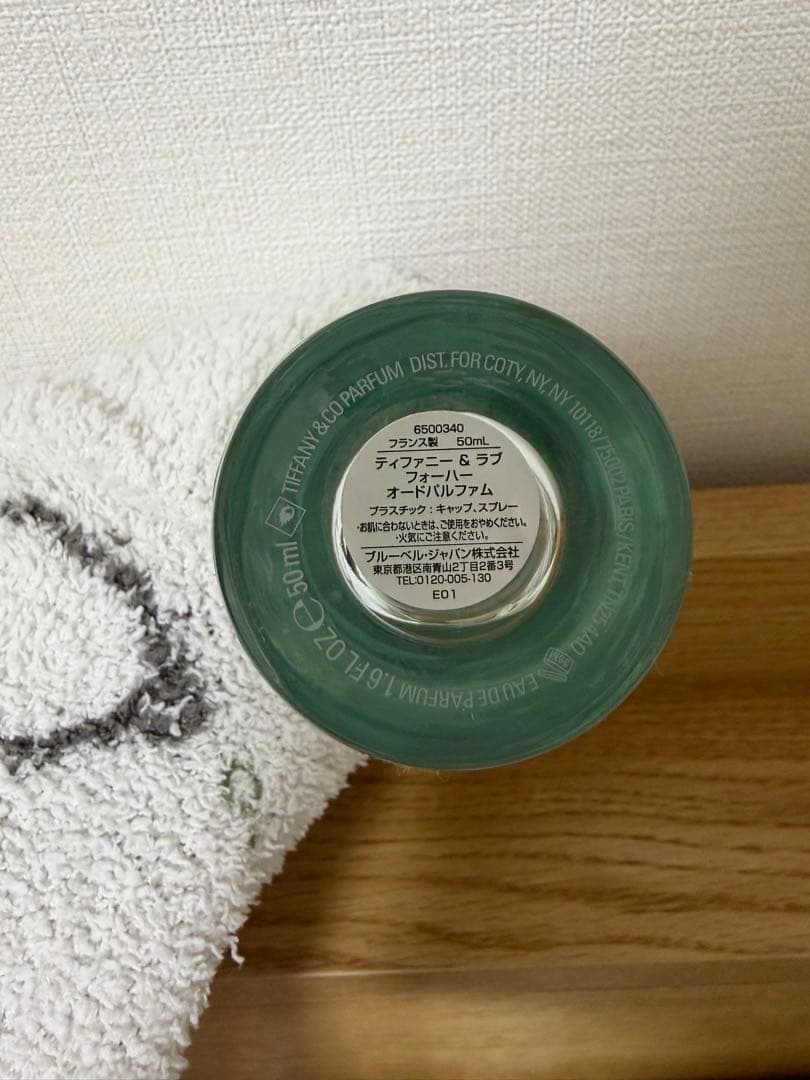 TIFFANY & CO PARFUM DIST. FOR COTY, NY, NY 10118/75002 PARIS/KENT, TN25 4AQ
EAU DE PARFUM 1.6 FL.OZ ℮ 50 ml
6500340
フランス製 50mL
ティファニー & ラブ
フォーハー
オードパルファム
プラスチック：キャップ、スプレー
・お肌に合わないときは、ご使用をおやめください。
・火気にご注意ください。
ブルーベル・ジャパン株式会社
東京都港区南青山2丁目2番3号
TEL:0120-005-130
E01